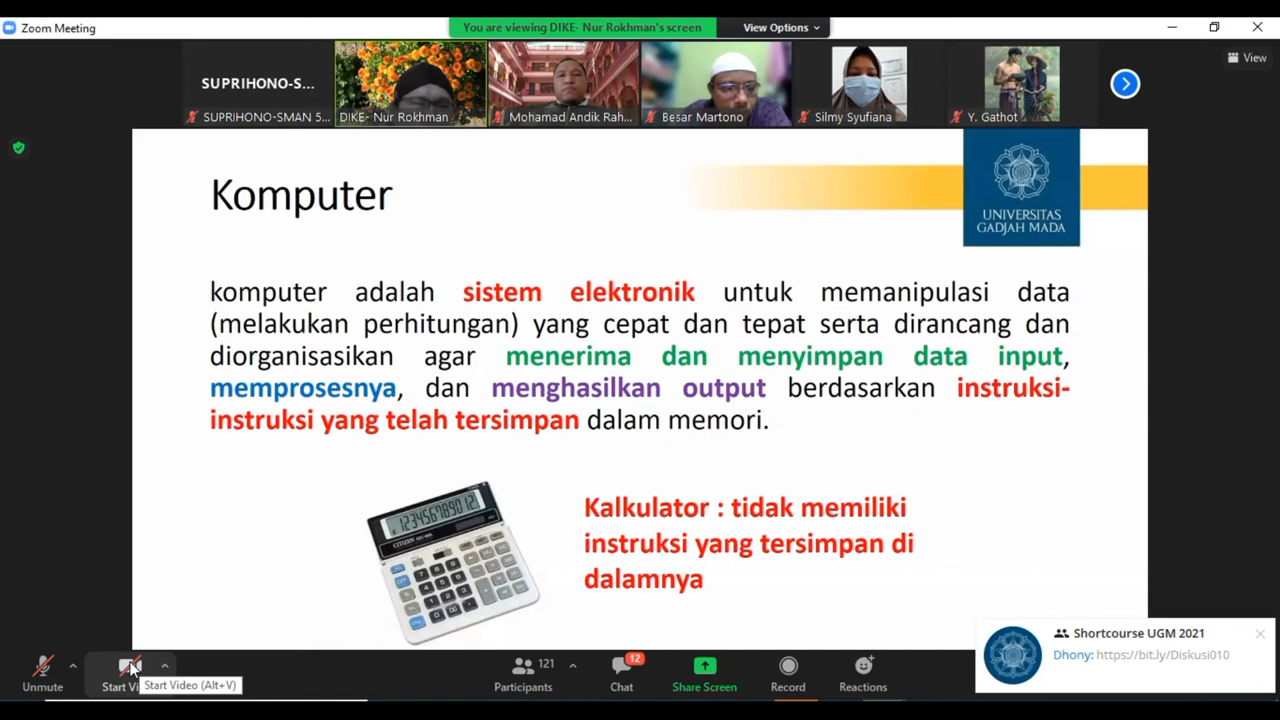 Zoom Meeting
You are viewing DIKE- Nur Rokhman's screen
View Options
View
SUPRIHONO-S...
SUPRIHONO-SMAN 5...
DIKE- Nur Rokhman
Mohamad Andik Rah...
Besar Martono
Silmy Syufiana
Y. Gathot
Komputer
UNIVERSITAS
GADJAH MADA
komputer adalah sistem elektronik untuk memanipulasi data
(melakukan perhitungan) yang cepat dan tepat serta dirancang dan
diorganisasikan agar menerima dan menyimpan data input,
memprosesnya, dan menghasilkan output berdasarkan instruksi-
instruksi yang telah tersimpan dalam memori.
123456789012
CITIZEN
Kalkulator : tidak memiliki
instruksi yang tersimpan di
dalamnya
Shortcourse UGM 2021
Dhony: https://bit.ly/Diskusi010
Unmute
Start Vi
Start Video (Alt+V)
121
Participants
12
Chat
Share Screen
Record
Reactions